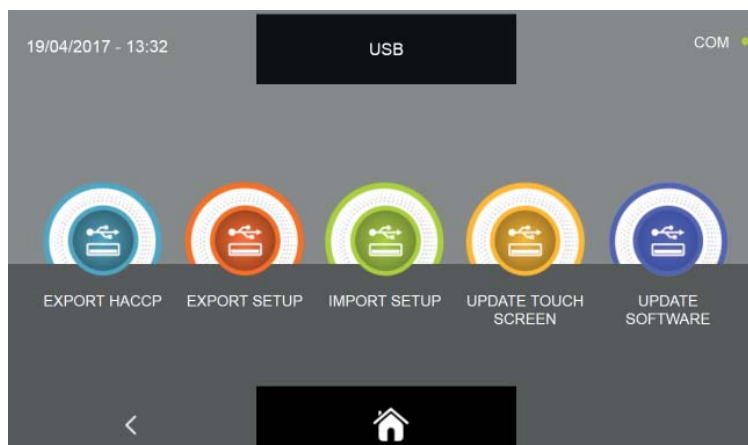 19/04/2017 - 13:32
USB
COM
EXPORT HACCP
EXPORT SETUP
IMPORT SETUP
UPDATE TOUCH
SCREEN
UPDATE
SOFTWARE